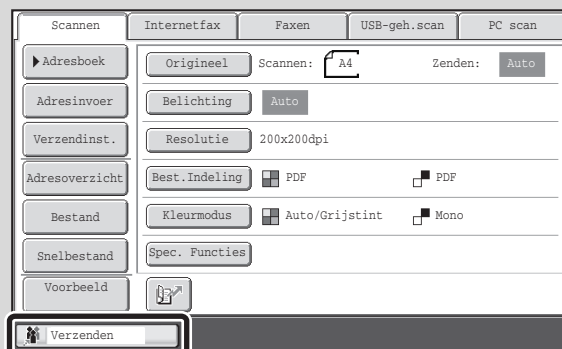 Scannen Internetfax Faxen USB-geh.scan PC scan
Adresboek Origineel Scannen: A4 Zenden: Auto
Adresinvoer Belichting Auto
Verzendinst. Resolutie 200x200dpi
Adresoverzicht Best.Indeling PDF PDF
Bestand Kleurmodus Auto/Grijstint Mono
Snelbestand Spec. Functies
Voorbeeld
Verzenden